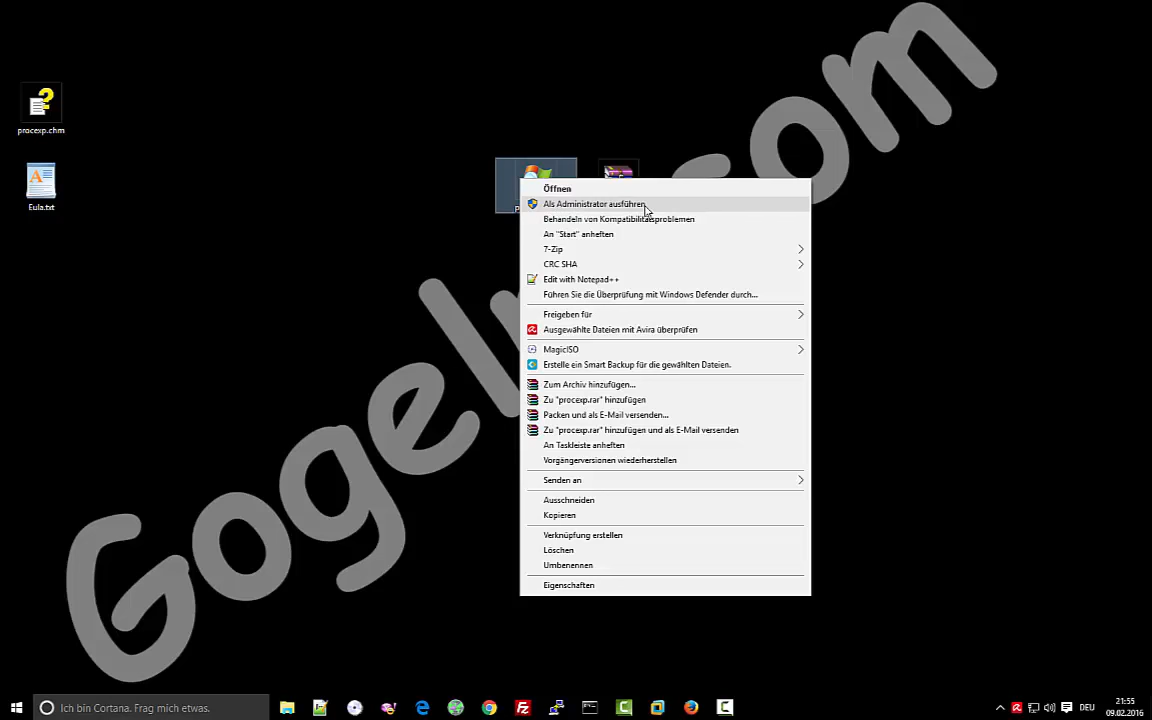 procexp.chm
Eula.txt
Öffnen
Als Administrator ausführen
Behandeln von Kompatibilitätsproblemen
An "Start" anheften
7-Zip
CRC SHA
Edit with Notepad++
Führen Sie die Überprüfung mit Windows Defender durch...
Freigeben für
Ausgewählte Dateien mit Avira überprüfen
MagicISO
Erstelle ein Smart Backup für die gewählten Dateien.
Zum Archiv hinzufügen...
Zu "procexp.rar" hinzufügen
Packen und als E-Mail versenden...
Zu "procexp.rar" hinzufügen und als E-Mail versenden
An Taskleiste anheften
Vorgängerversionen wiederherstellen
Senden an
Ausschneiden
Kopieren
Verknüpfung erstellen
Löschen
Umbenennen
Eigenschaften
Ich bin Cortana. Frag mich etwas.
DEU
21:55
09.02.2016